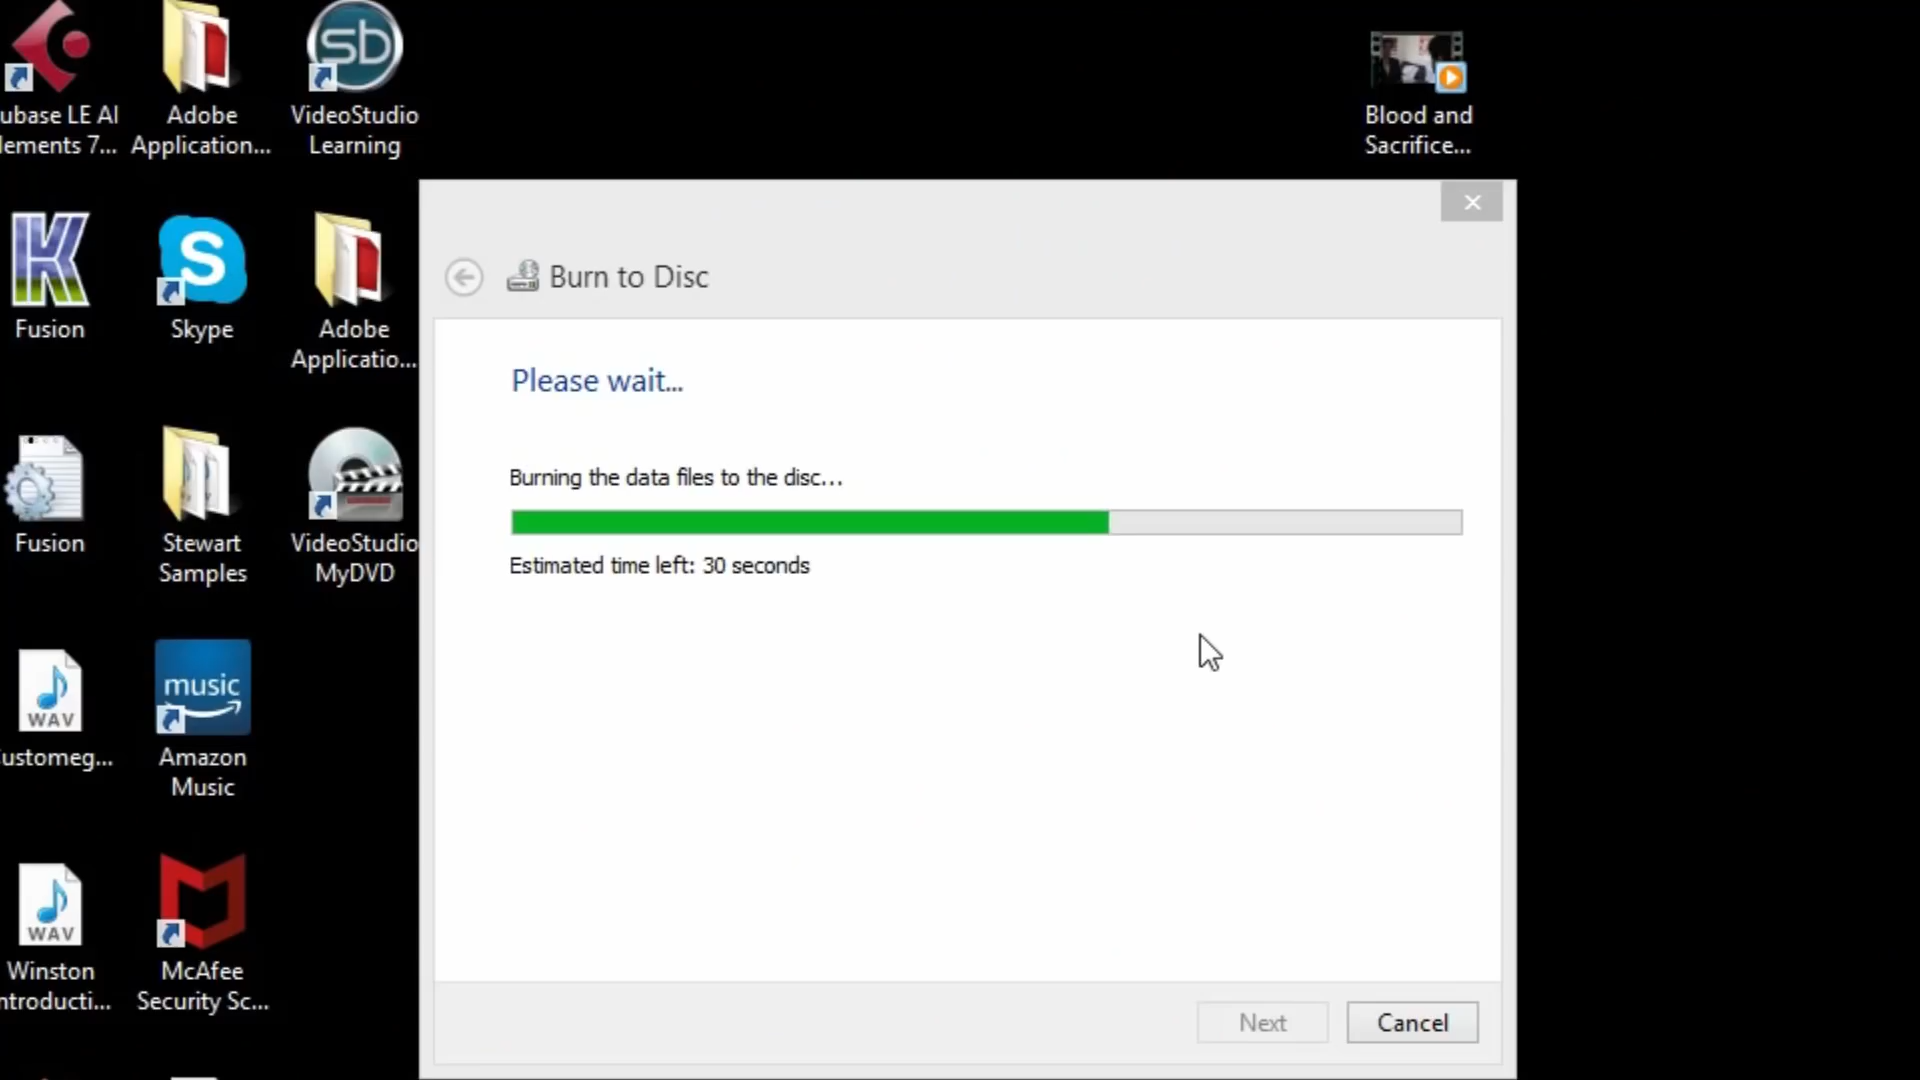 ubase LE AI
lements 7...
Adobe
Application...
sb
VideoStudio
Learning
Blood and
Sacrifice...
Burn to Disc
Please wait...
Burning the data files to the disc...
Estimated time left: 30 seconds
Next
Cancel
K
Fusion
S
Skype
Adobe
Applicatio...
Fusion
Stewart
Samples
VideoStudio
MyDVD
WAV
ustomeg...
music
Amazon
Music
WAV
Winston
ntroducti...
McAfee
Security Sc...